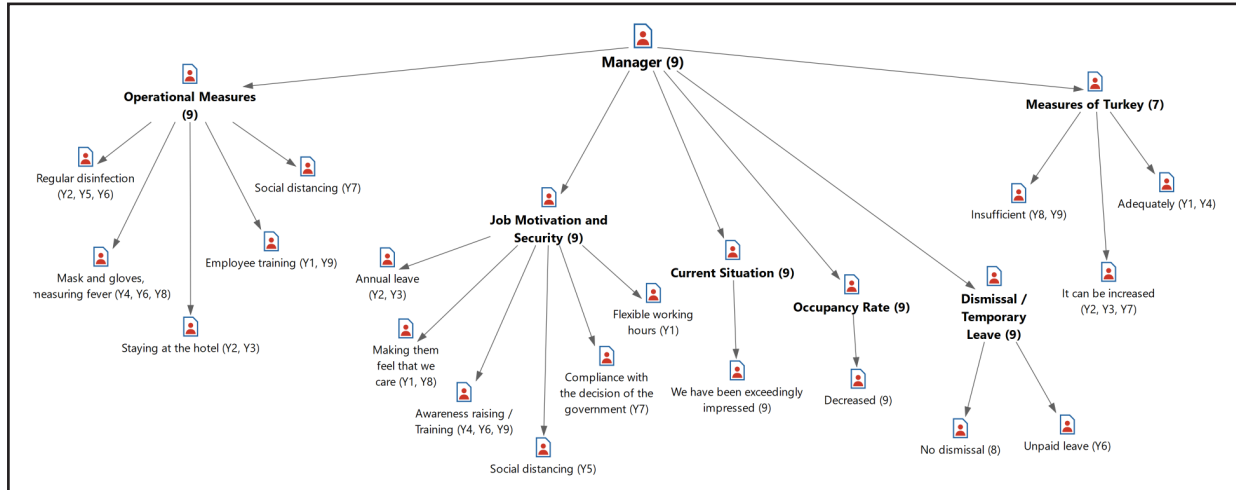 Manager (9)
Operational Measures
(9)
Regular disinfection
(Y2, Y5, Y6)
Social distancing (Y7)
Mask and gloves,
measuring fever (Y4, Y6, Y8)
Employee training (Y1, Y9)
Staying at the hotel (Y2, Y3)
Job Motivation and
Security (9)
Annual leave
(Y2, Y3)
Flexible working
hours (Y1)
Making them
feel that we
care (Y1, Y8)
Compliance with
the decision of the
government (Y7)
Awareness raising /
Training
(Y4, Y6, Y9)
Social distancing (Y5)
Current Situation (9)
We have been exceedingly
impressed (9)
Occupancy Rate (9)
Decreased (9)
Dismissal /
Temporary
Leave (9)
No dismissal (8)
Unpaid leave (Y6)
Measures of Turkey (7)
Insufficient (Y8, Y9)
Adequately (Y1, Y4)
It can be increased
(Y2, Y3, Y7)